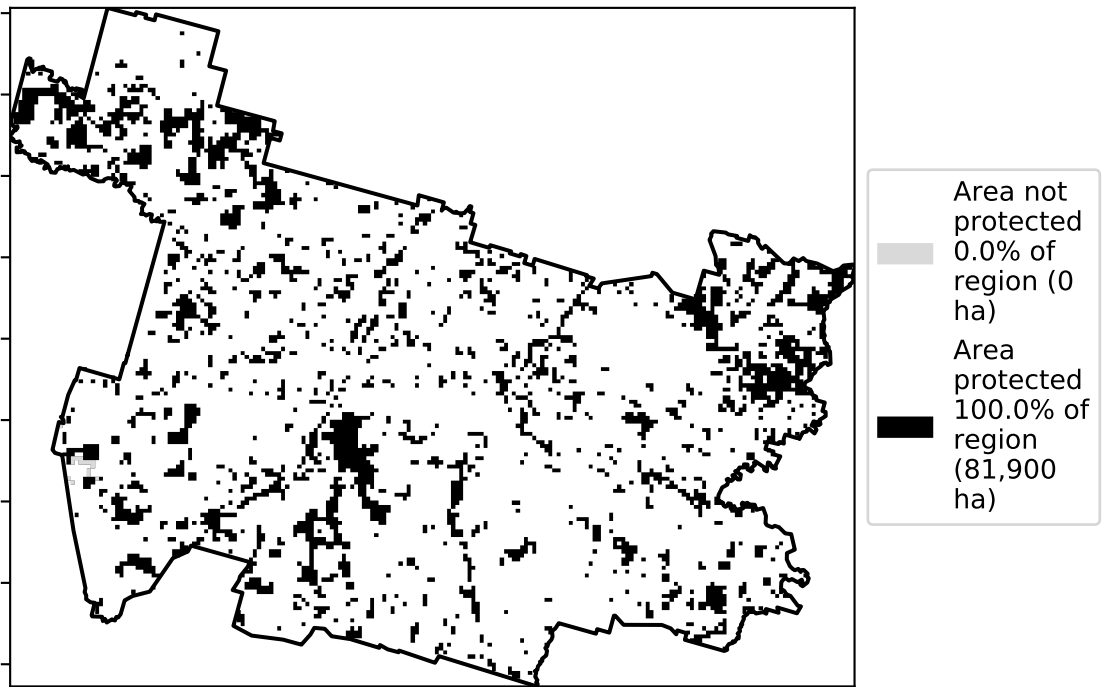 Area not
protected
0.0% of
region (0
ha)
Area
protected
100.0% of
region
(81,900
ha)